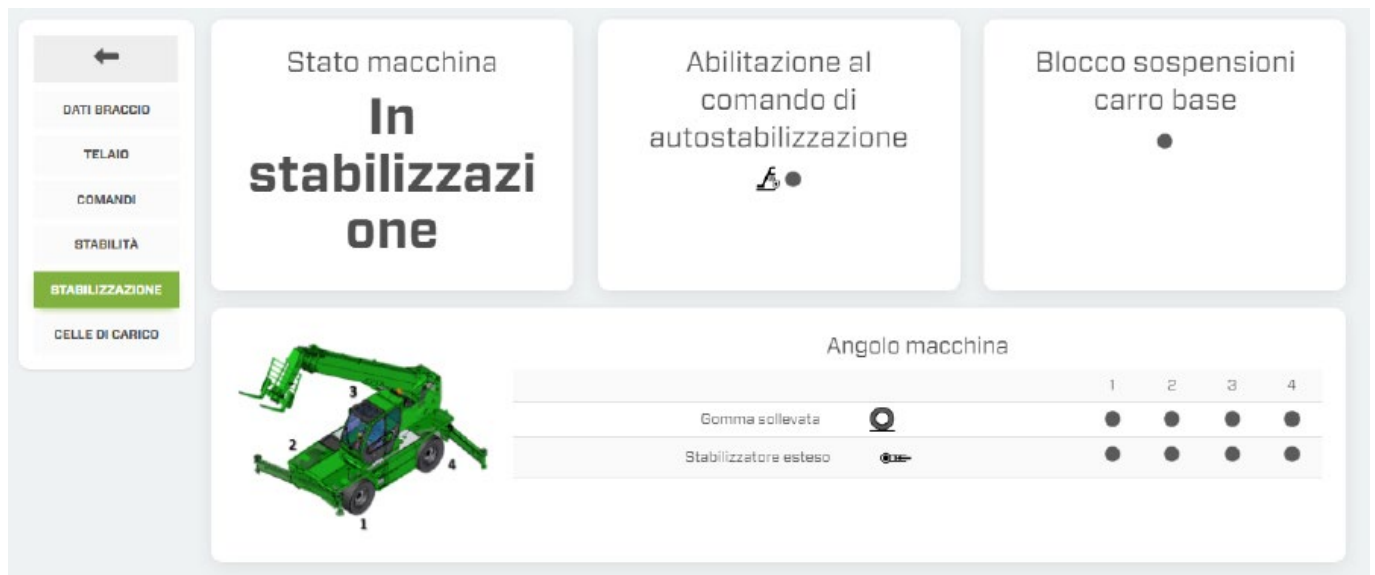 DATI BRACCIO
TELAIO
COMANDI
STABILITÀ
STABILIZZAZIONE
CELLE DI CARICO
Stato macchina
In
stabilizzazi
one
Abilitazione al
comando di
autostabilizzazione
Blocco sospensioni
carro base
3
2
4
1
Angolo macchina
1 2 3 4
Gomma sollevata
Stabilizzatore esteso